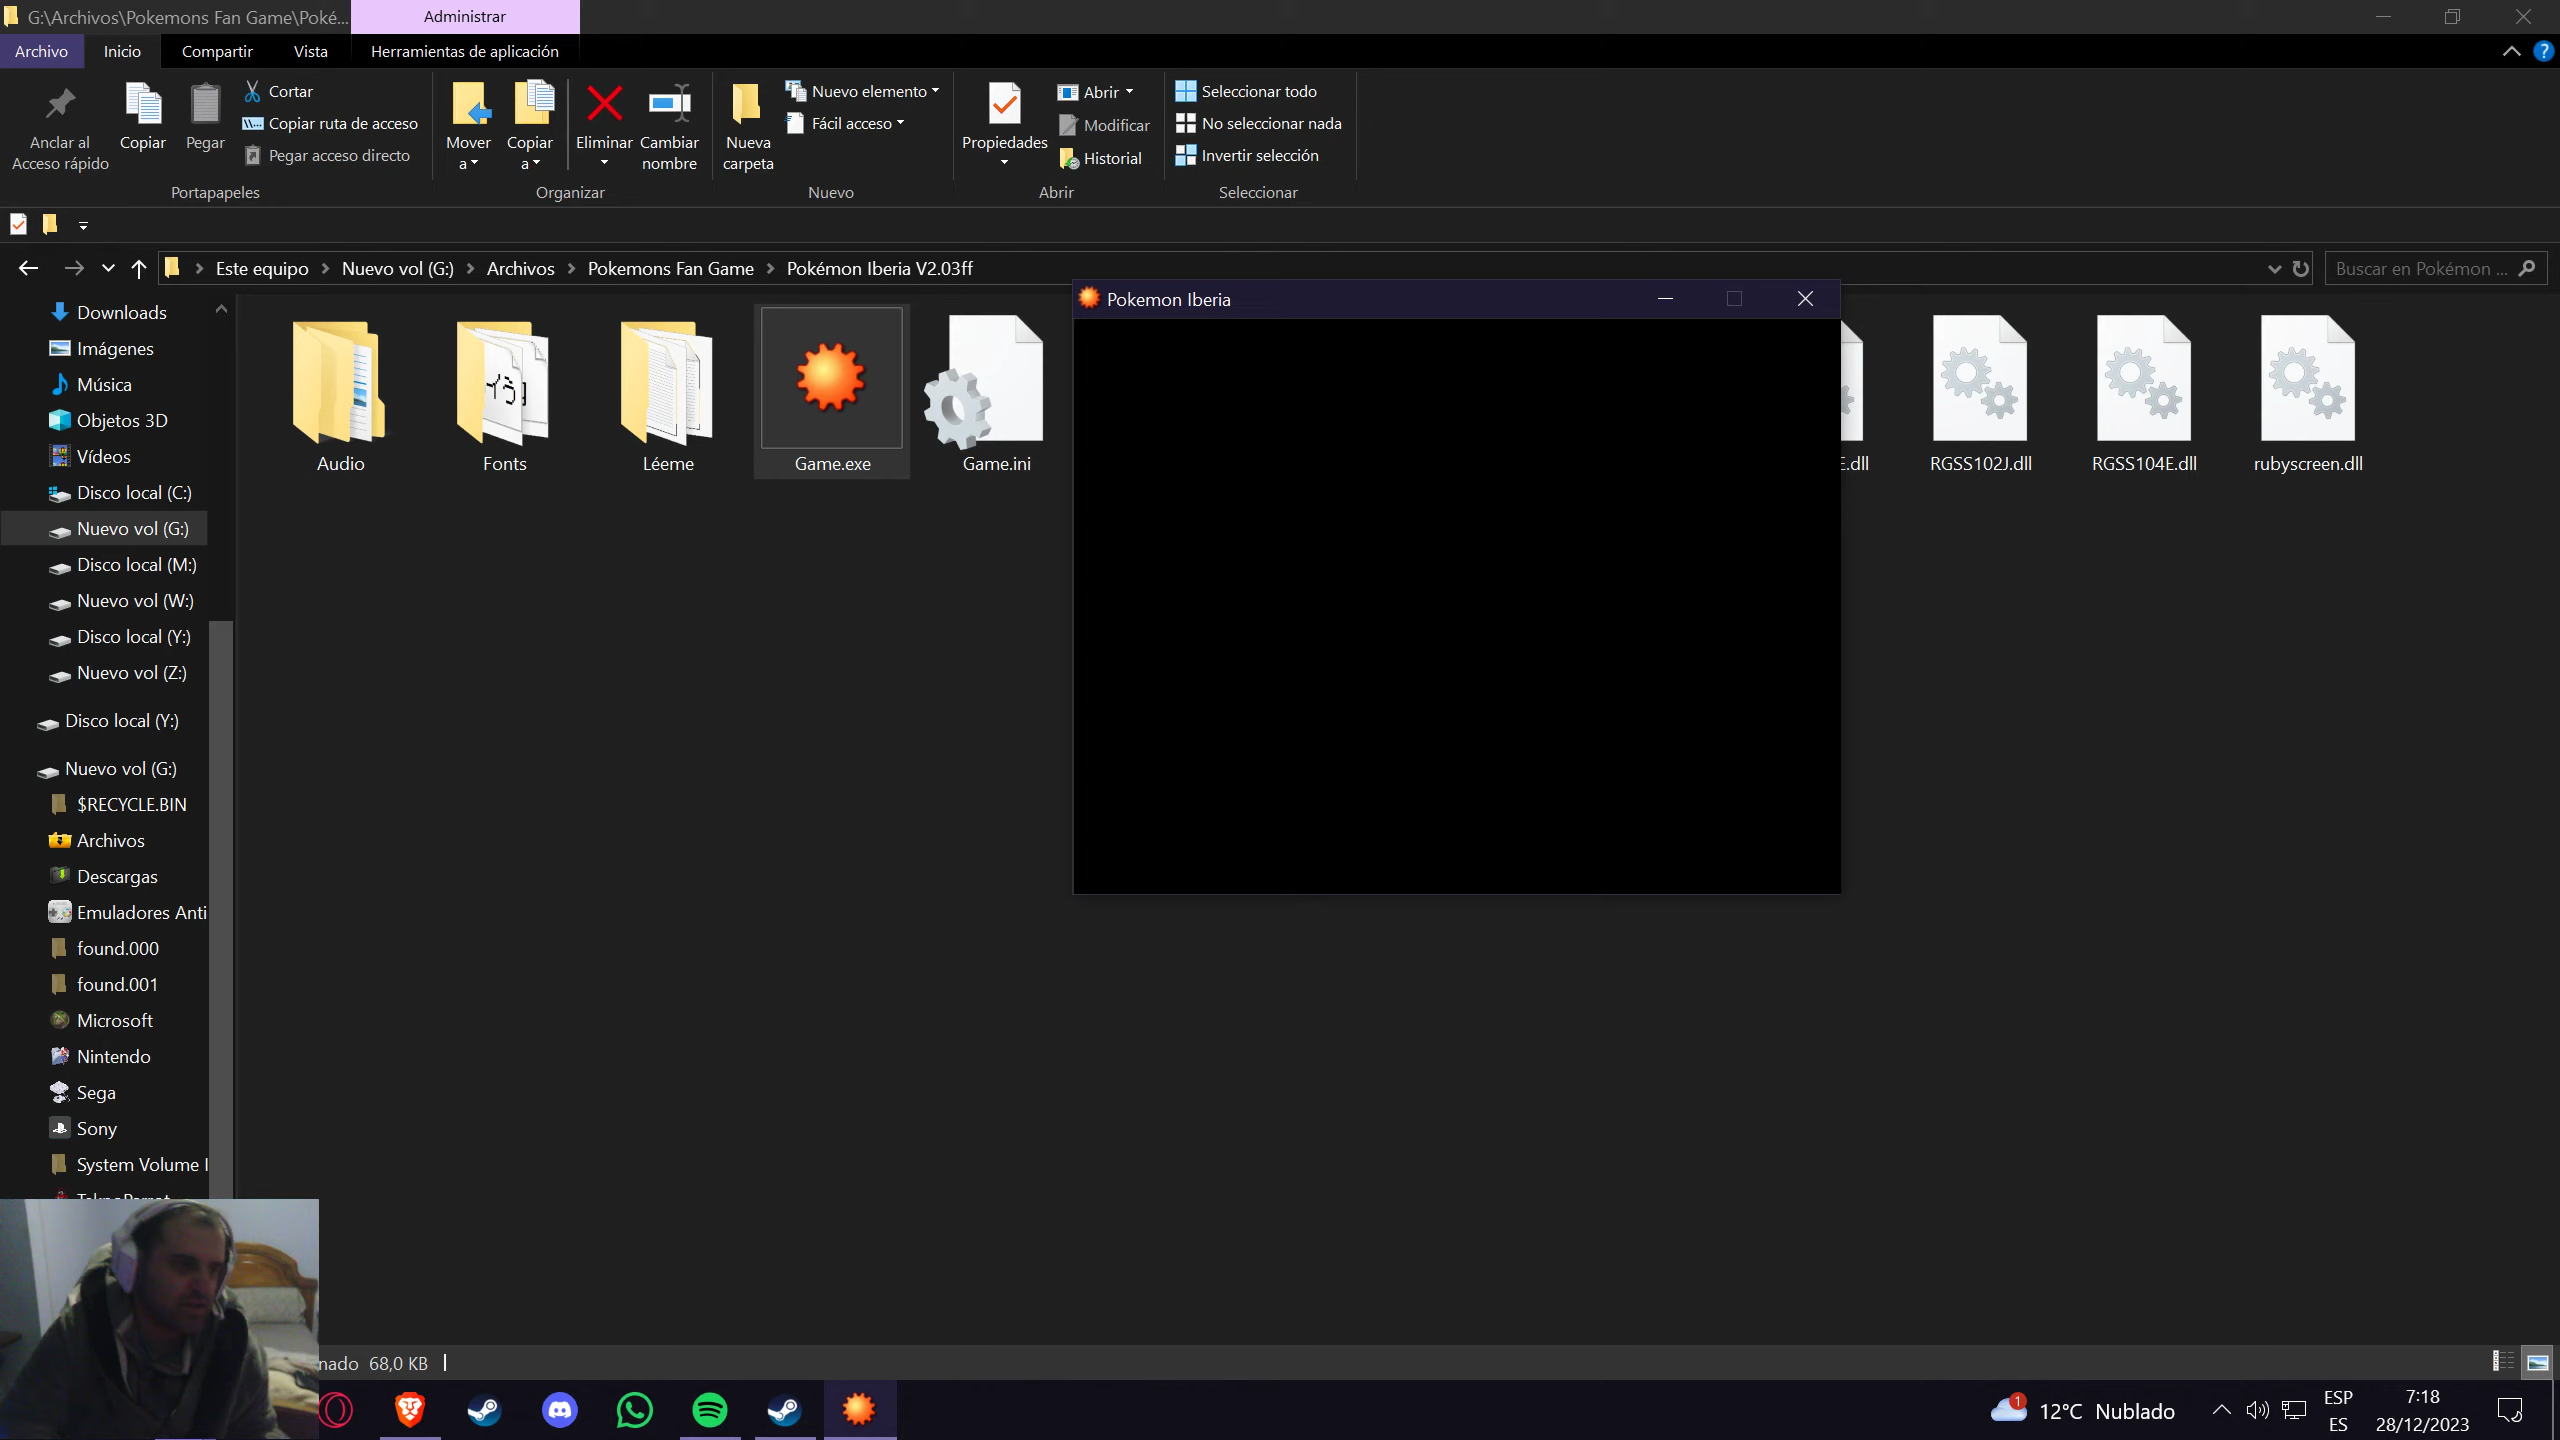 G:\Archivos\Pokemons Fan Game\Poké...
Administrar
Archivo
Inicio
Compartir
Vista
Herramientas de aplicación
Anclar al
Acceso rápido
Copiar
Pegar
Cortar
Copiar ruta de acceso
Pegar acceso directo
Portapapeles
Mover
a
Copiar
a
Eliminar
Cambiar
nombre
Organizar
Nueva
carpeta
Nuevo elemento
Fácil acceso
Nuevo
Propiedades
Abrir
Modificar
Historial
Abrir
Seleccionar todo
No seleccionar nada
Invertir selección
Seleccionar
Este equipo > Nuevo vol (G:) > Archivos > Pokemons Fan Game > Pokémon Iberia V2.03ff
Buscar en Pokémon ...
Downloads
Imágenes
Música
Objetos 3D
Vídeos
Disco local (C:)
Nuevo vol (G:)
Disco local (M:)
Nuevo vol (W:)
Disco local (Y:)
Nuevo vol (Z:)
Disco local (Y:)
Nuevo vol (G:)
$RECYCLE.BIN
Archivos
Descargas
Emuladores Anti
found.000
found.001
Microsoft
Nintendo
Sega
Sony
System Volume I
Audio
Fonts
Léeme
Game.exe
Game.ini
Pokemon Iberia
E.dll
RGSS102J.dll
RGSS104E.dll
rubyscreen.dll
nado 68,0 KB
1
12°C Nublado
ESP
ES
7:18
28/12/2023